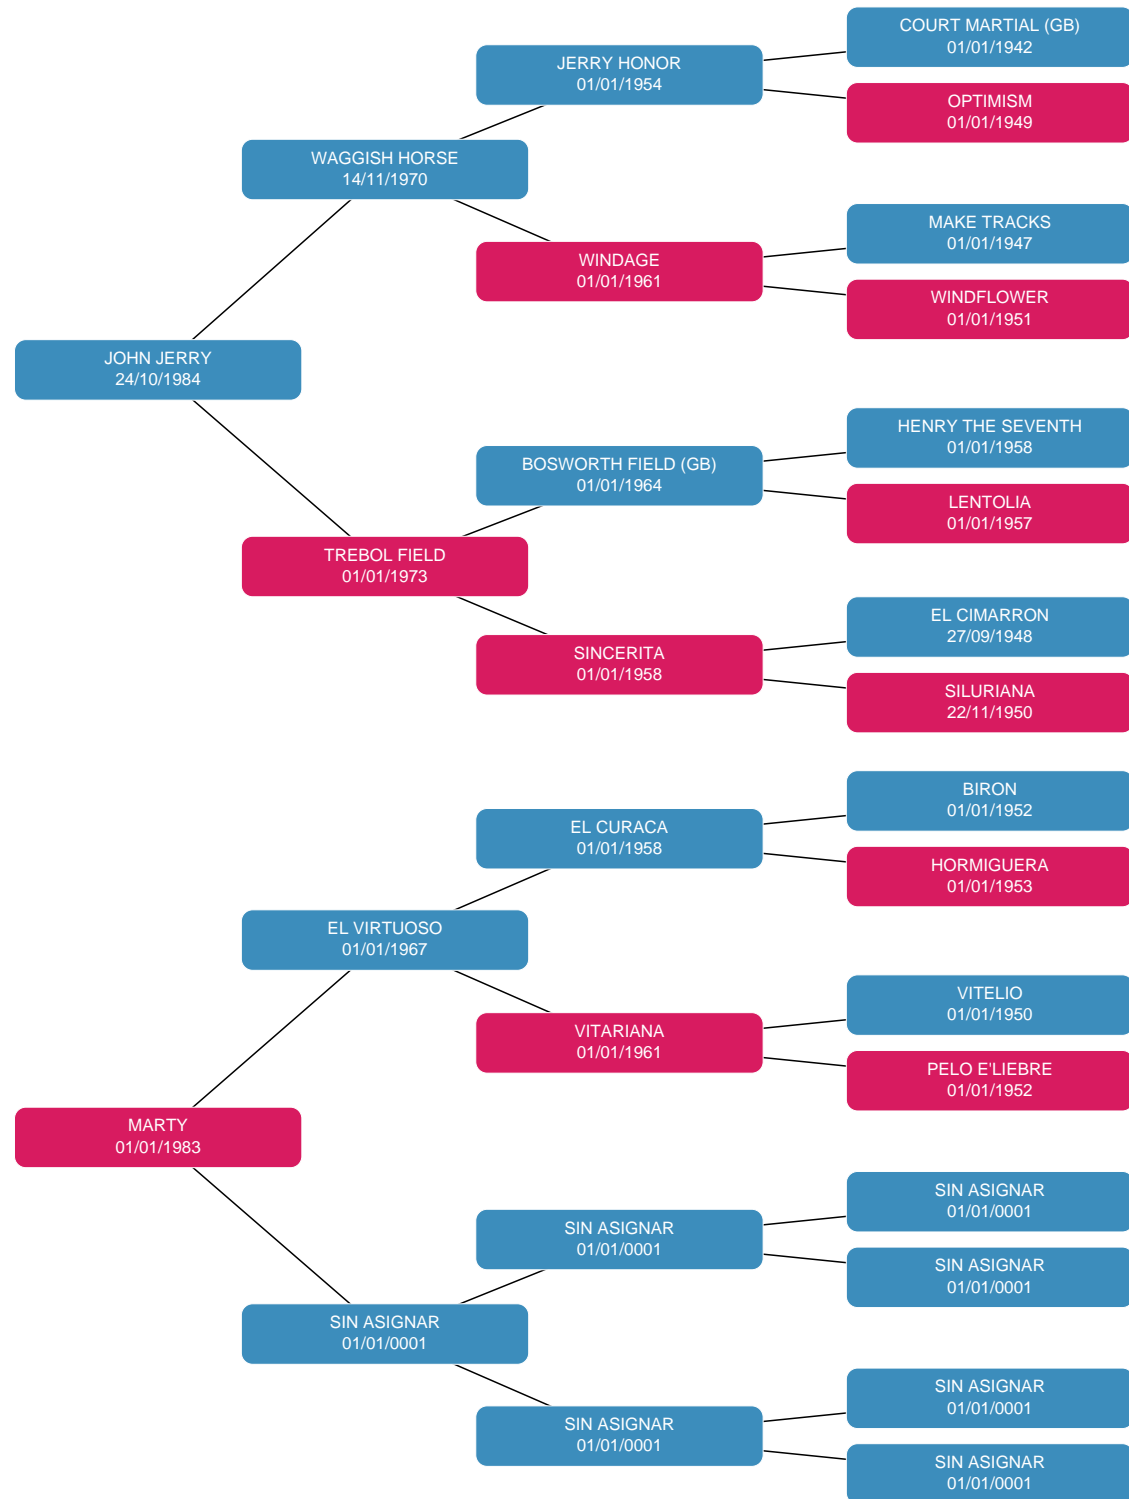 COURT MARTIAL (GB)
01/01/1942
JERRY HONOR
01/01/1954
OPTIMISM
01/01/1949
WAGGISH HORSE
14/11/1970
MAKE TRACKS
01/01/1947
WINDAGE
01/01/1961
WINDFLOWER
01/01/1951
JOHN JERRY
24/10/1984
HENRY THE SEVENTH
01/01/1958
BOSWORTH FIELD (GB)
01/01/1964
LENTOLIA
01/01/1957
TREBOL FIELD
01/01/1973
EL CIMARRON
27/09/1948
SINCERITA
01/01/1958
SILURIANA
22/11/1950
BIRON
01/01/1952
EL CURACA
01/01/1958
HORMIGUERA
01/01/1953
EL VIRTUOSO
01/01/1967
VITELIO
01/01/1950
VITARIANA
01/01/1961
PELO E'LIEBRE
01/01/1952
MARTY
01/01/1983
SIN ASIGNAR
01/01/0001
SIN ASIGNAR
01/01/0001
SIN ASIGNAR
01/01/0001
SIN ASIGNAR
01/01/0001
SIN ASIGNAR
01/01/0001
SIN ASIGNAR
01/01/0001
SIN ASIGNAR
01/01/0001